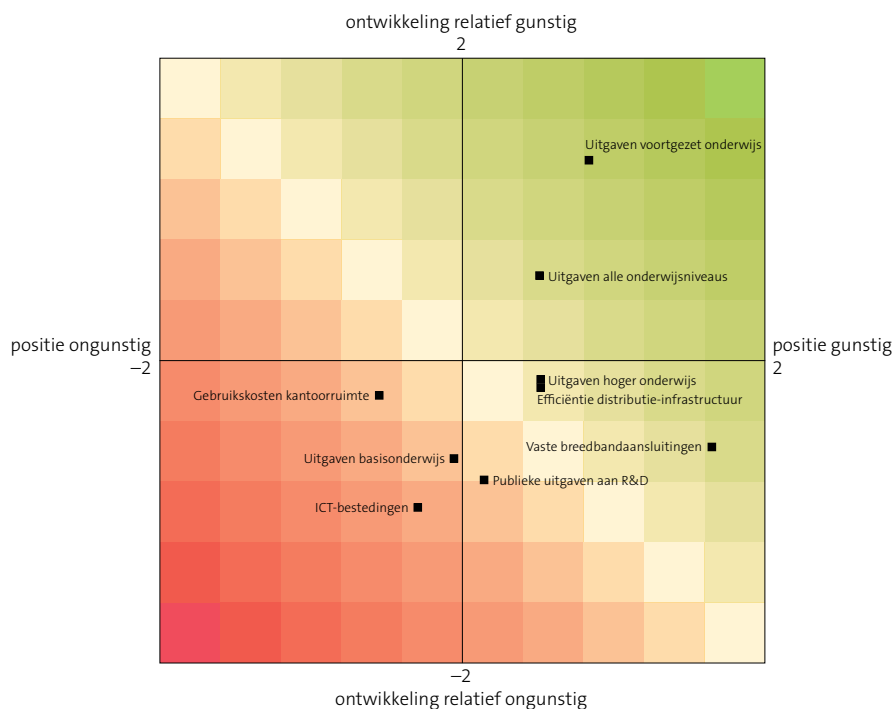 ontwikkeling relatief gunstig
2
Uitgaven voortgezet onderwijs
Uitgaven alle onderwijsniveaus
positie ongunstig
–2
positie gunstig
2
Uitgaven hoger onderwijs
Gebruikskosten kantoorruimte
Efficiëntie distributie-infrastructuur
Vaste breedbandaansluitingen
Uitgaven basisonderwijs
Publieke uitgaven aan R&D
ICT-bestedingen
–2
ontwikkeling relatief ongunstig